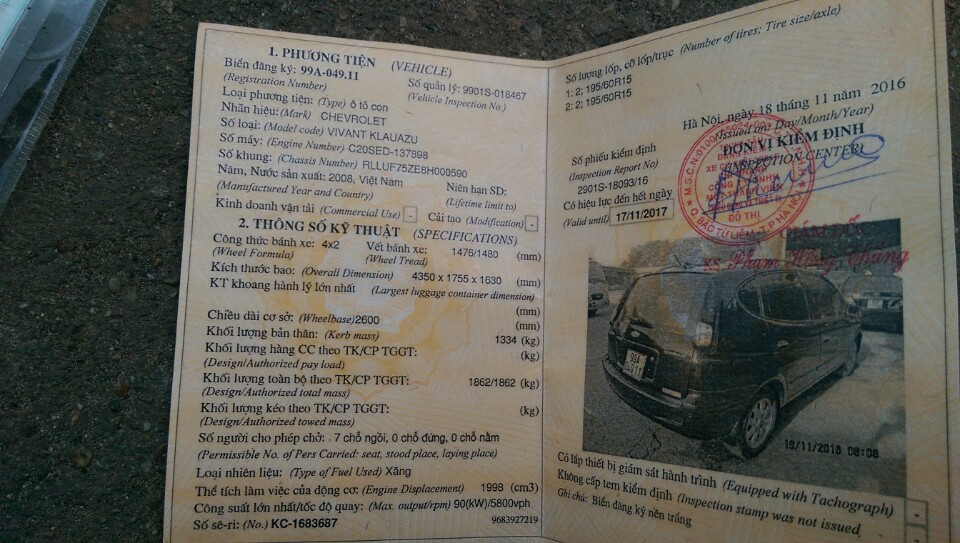 1. PHƯƠNG TIỆN (VEHICLE)
Biển đăng ký: 99A-049.11
(Registration Number)
Số quản lý: 9901S-018467
(Vehicle Inspection No.)
Loại phương tiện: (Type) ô tô con
Nhãn hiệu: (Mark) CHEVROLET
Số loại: (Model code) VIVANT KLAUAZU
Số máy: (Engine Number) C20SED-137898
Số khung: (Chassis Number) RLLUF75ZE8H000590
Năm, Nước sản xuất: 2008, Việt Nam
(Manufactured Year and Country)
Niên hạn SD:
(Lifetime limit to)
Kinh doanh vận tải (Commercial Use) - Cải tạo (Modification) -
2. THÔNG SỐ KỸ THUẬT (SPECIFICATIONS)
Công thức bánh xe: 4x2 Vết bánh xe: 1476/1480 (mm)
(Wheel Formula) (Wheel Tread)
Kích thước bao: (Overall Dimension) 4350 x 1755 x 1630 (mm)
KT khoang hành lý lớn nhất (Largest luggage container dimension)
(mm)
Chiều dài cơ sở: (Wheelbase) 2600 (mm)
Khối lượng bản thân: (Kerb mass) 1334 (kg)
Khối lượng hàng CC theo TK/CP TGGT: (kg)
(Design/Authorized pay load)
Khối lượng toàn bộ theo TK/CP TGGT: 1862/1862 (kg)
(Design/Authorized total mass)
Khối lượng kéo theo TK/CP TGGT: (kg)
(Design/Authorized towed mass)
Số người cho phép chở: 7 chỗ ngồi, 0 chỗ đứng, 0 chỗ nằm
(Permissible No. of Pers Carried: seat, stood place, laying place)
Loại nhiên liệu: (Type of Fuel Used) Xăng
Thể tích làm việc của động cơ: (Engine Displacement) 1998 (cm3)
Công suất lớn nhất/tốc độ quay: (Max. output/rpm) 90(kW)/5800vph
Số sê-ri: (No.) KC-1683687 9683927219
Số lượng lốp, cỡ lốp/trục (Number of tires; Tire size/axle)
1: 2; 195/60R15
2: 2; 195/60R15
Hà Nội, ngày 18 tháng 11 năm 2016
(Issued on: Day/Month/Year)
ĐƠN VỊ KIỂM ĐỊNH
(INSPECTION CENTER)
Số phiếu kiểm định
(Inspection Report No)
2901S-18093/16
Có hiệu lực đến hết ngày
(Valid until) 17/11/2017
ĐÔ THỊ
Q.BẮC TỪ LIÊM-T.P HÀ NỘI
KS. Phạm Hồng Chang
99A
18/11/2016 08:08
Có lắp thiết bị giám sát hành trình (Equipped with Tachograph) -
Không cấp tem kiểm định (Inspection stamp was not issued -
Ghi chú: Biển đăng ký nền trắng